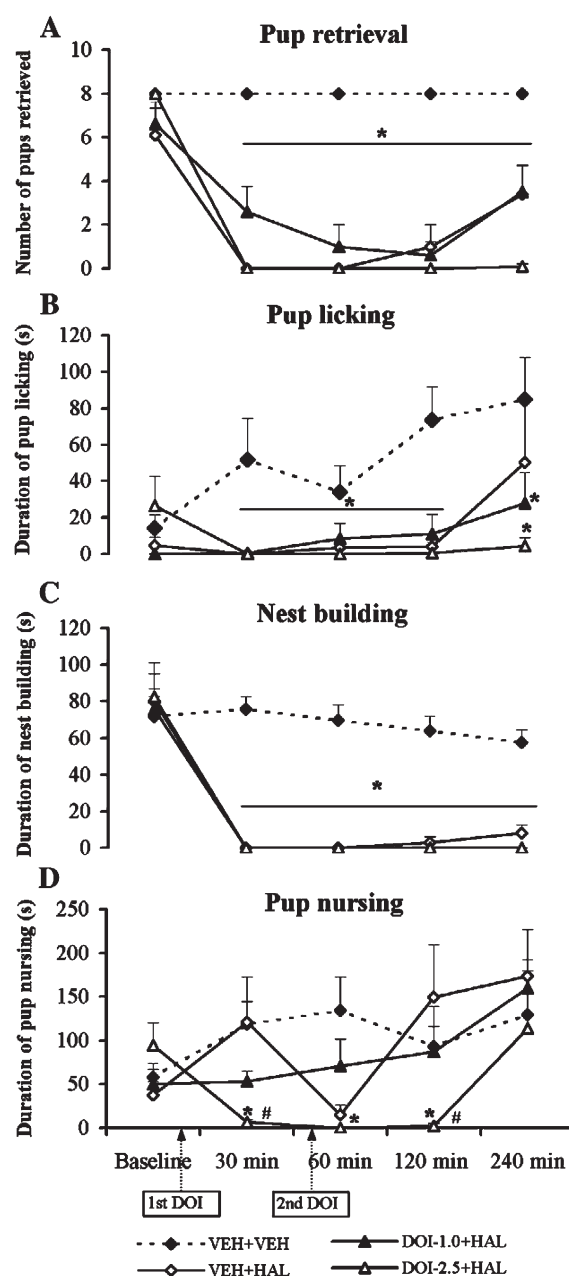 A
Pup retrieval
Number of pups retrieved
10
8
6
4
2
0
*
B
Pup licking
Duration of pup licking (s)
120
100
80
60
40
20
0
*
*
*
C
Nest building
Duration of nest building (s)
120
100
80
60
40
20
0
*
D
Pup nursing
Duration of pup nursing (s)
250
200
150
100
50
0
* #
*
* #
Baseline 30 min 60 min 120 min 240 min
1st DOI 2nd DOI
VEH+VEH DOI-1.0+HAL
VEH+HAL DOI-2.5+HAL